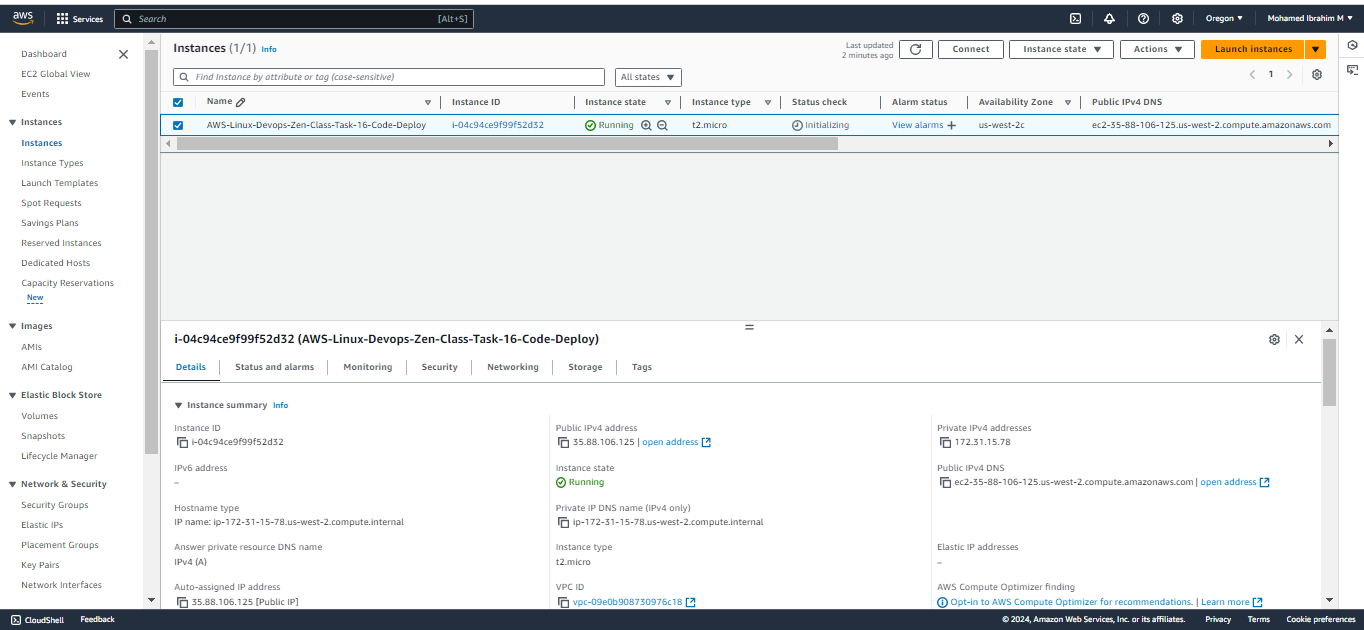 aws Services Search [Alt+S] Oregon Mohamed Ibrahim M
Dashboard
EC2 Global View
Events
Instances
Instances
Instance Types
Launch Templates
Spot Requests
Savings Plans
Reserved Instances
Dedicated Hosts
Capacity Reservations
New
Images
AMIs
AMI Catalog
Elastic Block Store
Volumes
Snapshots
Lifecycle Manager
Network & Security
Security Groups
Elastic IPs
Placement Groups
Key Pairs
Network Interfaces
Instances (1/1) Info
Last updated
2 minutes ago
Connect Instance state Actions Launch instances
Find Instance by attribute or tag (case-sensitive) All states 1
Name Instance ID Instance state Instance type Status check Alarm status Availability Zone Public IPv4 DNS
AWS-Linux-Devops-Zen-Class-Task-16-Code-Deploy i-04c94ce9f99f52d32 Running t2.micro Initializing View alarms + us-west-2c ec2-35-88-106-125.us-west-2.compute.amazonaws.com
i-04c94ce9f99f52d32 (AWS-Linux-Devops-Zen-Class-Task-16-Code-Deploy)
Details Status and alarms Monitoring Security Networking Storage Tags
Instance summary Info
Instance ID
i-04c94ce9f99f52d32
Public IPv4 address
35.88.106.125 | open address
Private IPv4 addresses
172.31.15.78
IPv6 address
–
Instance state
Running
Public IPv4 DNS
ec2-35-88-106-125.us-west-2.compute.amazonaws.com | open address
Hostname type
IP name: ip-172-31-15-78.us-west-2.compute.internal
Private IP DNS name (IPv4 only)
ip-172-31-15-78.us-west-2.compute.internal
Answer private resource DNS name
IPv4 (A)
Instance type
t2.micro
Elastic IP addresses
–
Auto-assigned IP address
35.88.106.125 [Public IP]
VPC ID
vpc-09e0b908730976c18
AWS Compute Optimizer finding
Opt-in to AWS Compute Optimizer for recommendations. | Learn more
CloudShell Feedback © 2024, Amazon Web Services, Inc. or its affiliates. Privacy Terms Cookie preferences